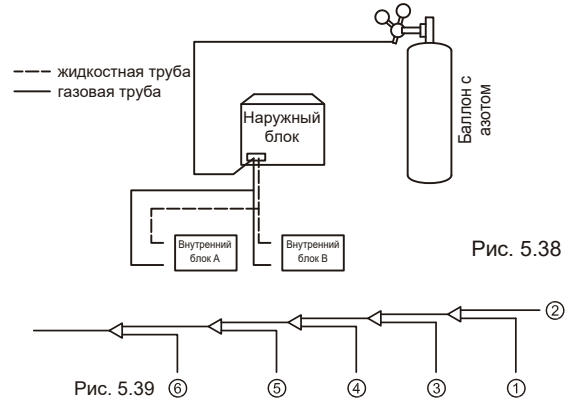 жидкостная труба
газовая труба
Наружный
блок
Баллон с
азотом
Внутренний
блок А
Внутренний
блок В
Рис. 5.38
②
Рис. 5.39 ⑥ ⑤ ④ ③ ①